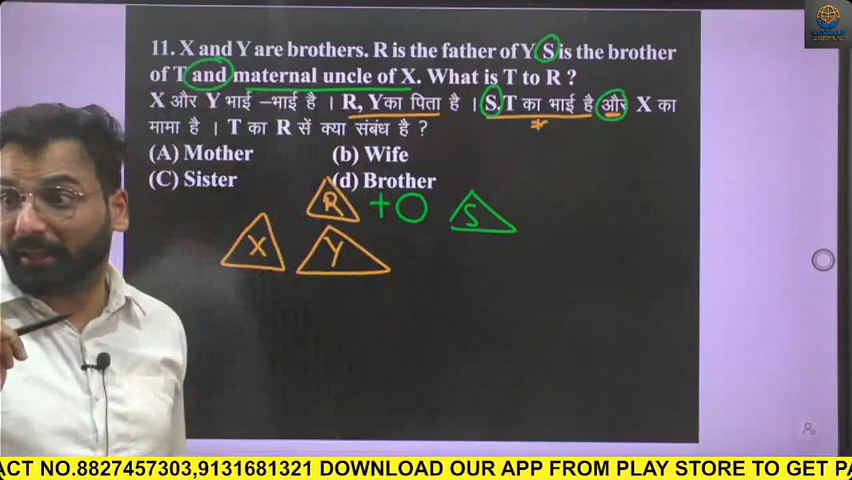 11. X and Y are brothers. R is the father of Y. S is the brother
of T and maternal uncle of X. What is T to R ?
X और Y भाई –भाई है । R, Yका पिता है । S,T का भाई है और X का
मामा है । T का R सें क्या संबंध है ?
(A) Mother (b) Wife
(C) Sister (d) Brother
R + S
X Y
ACT NO.8827457303,9131681321 DOWNLOAD OUR APP FROM PLAY STORE TO GET PA